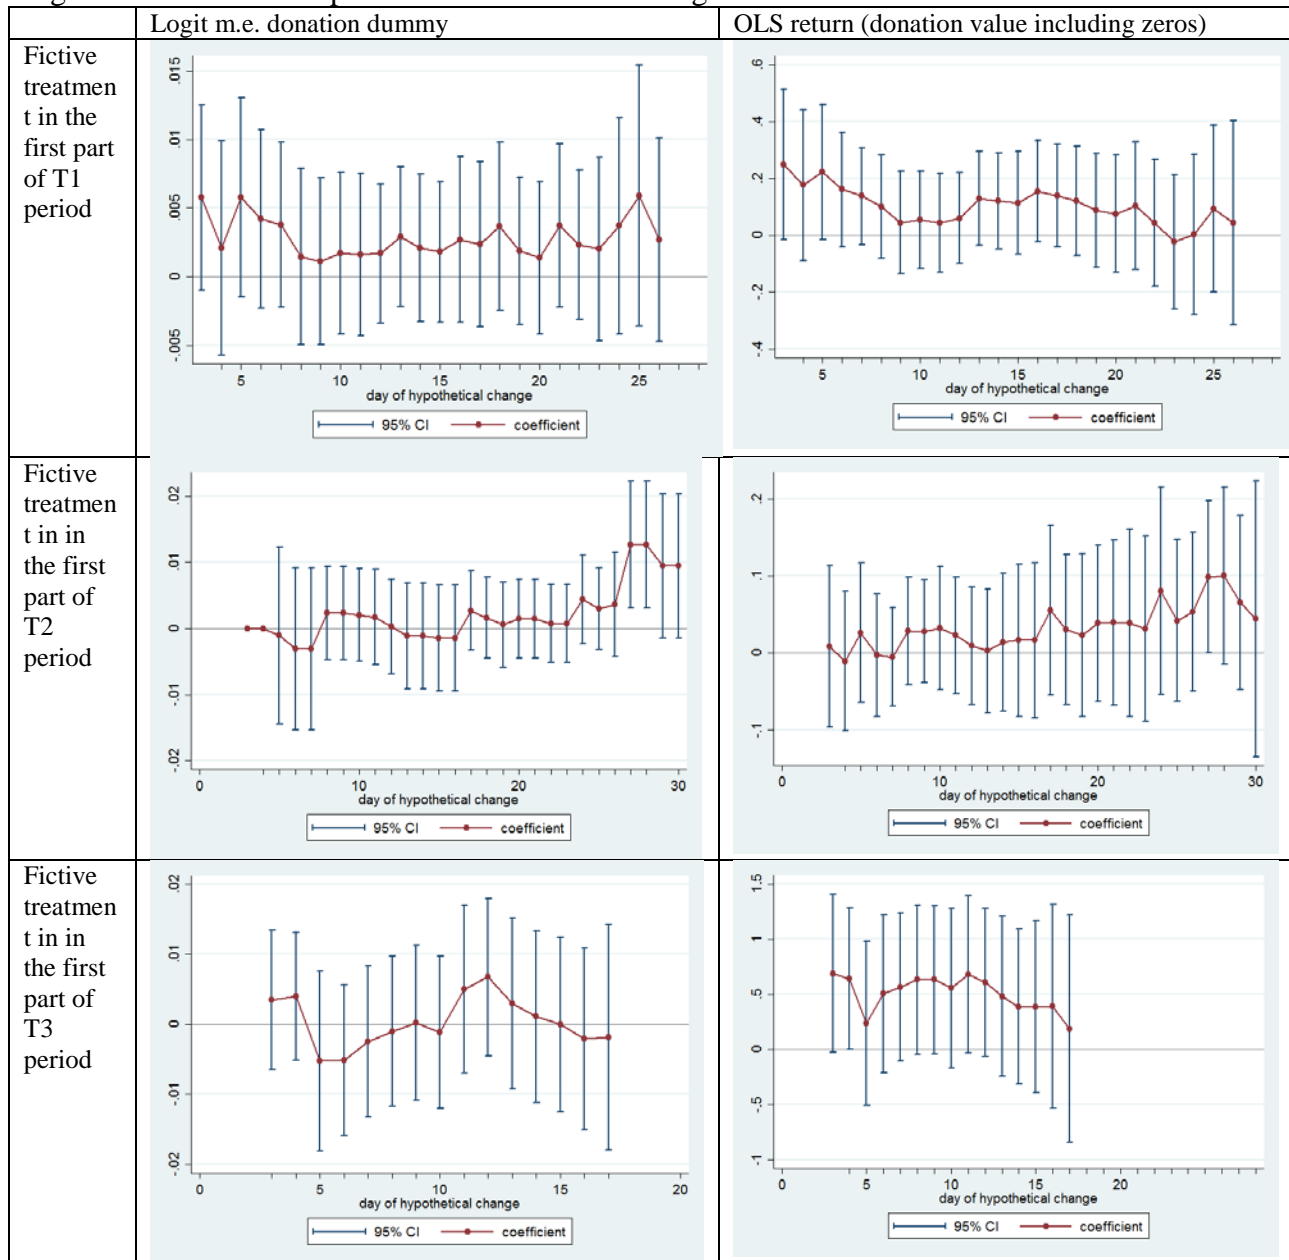 Logit m.e. donation dummy
OLS return (donation value including zeros)
Fictive
treatmen
t in the
first part
of T1
period
.015
.01
.005
0
-.005
5 10 15 20 25
day of hypothetical change
95% CI coefficient
.6
.4
.2
0
-.2
-.4
5 10 15 20 25
day of hypothetical change
95% CI coefficient
Fictive
treatmen
t in in
the first
part of
T2
period
.02
.01
0
-.01
-.02
0 10 20 30
day of hypothetical change
95% CI coefficient
.2
.1
0
-.1
0 10 20 30
day of hypothetical change
95% CI coefficient
Fictive
treatmen
t in in
the first
part of
T3
period
.02
.01
0
-.01
-.02
0 5 10 15 20
day of hypothetical change
95% CI coefficient
1.5
1
.5
0
-.5
-1
0 5 10 15 20 25
day of hypothetical change
95% CI coefficient